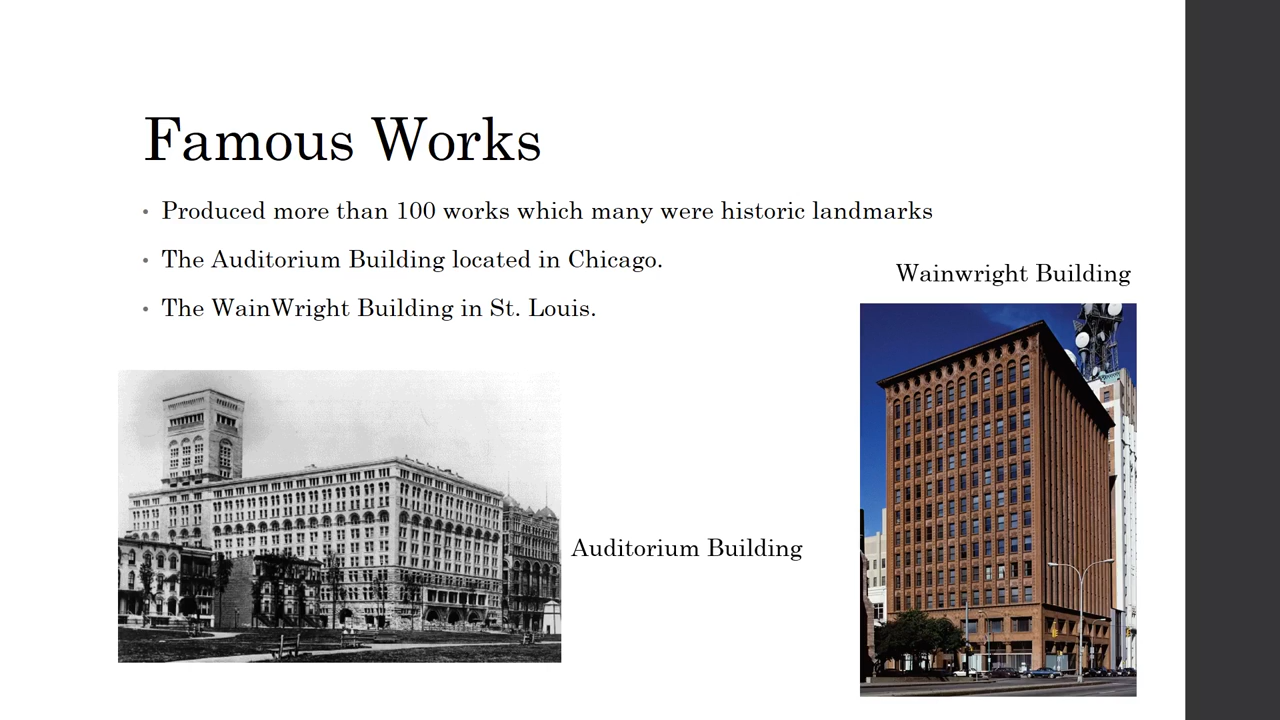 Famous Works
• Produced more than 100 works which many were historic landmarks
• The Auditorium Building located in Chicago.
• The WainWright Building in St. Louis.
Wainwright Building
Auditorium Building